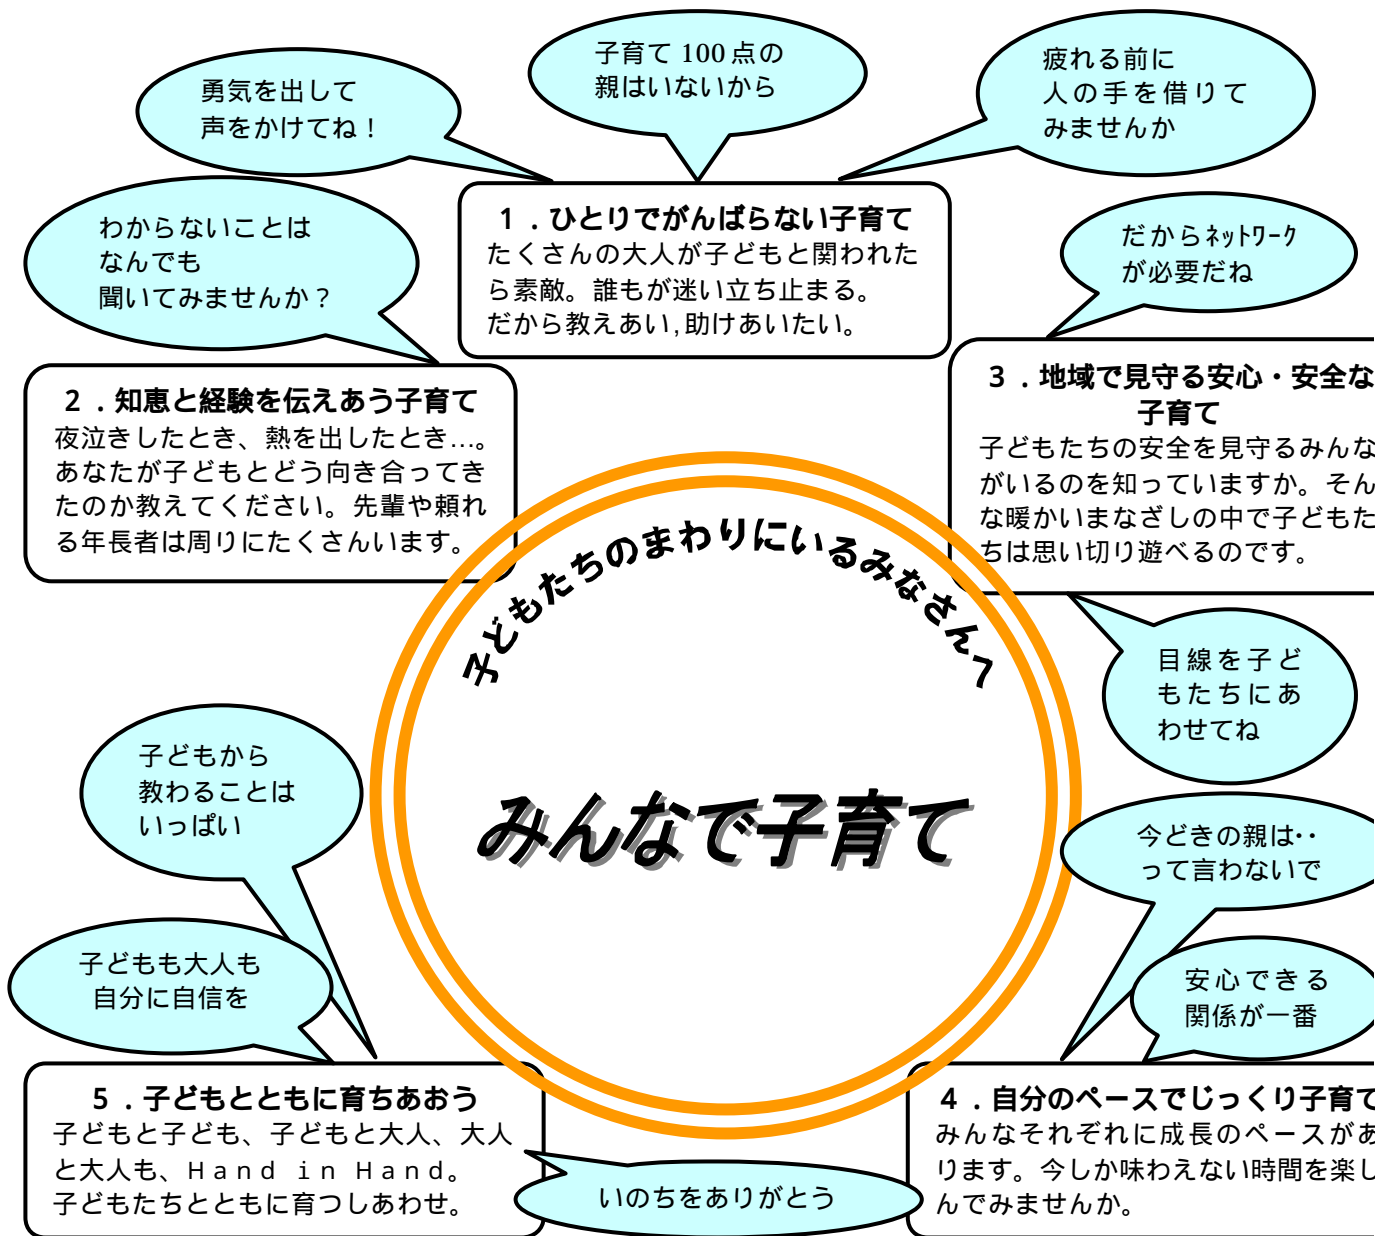 子育て 100 点の
親はいないから
勇気を出して
声をかけてね！
疲れる前に
人の手を借りて
みませんか
わからないことは
なんでも
聞いてみませんか？
１．ひとりでがんばらない子育て
たくさんの大人が子どもと関われた
ら素敵。誰もが迷い立ち止まる。
だから教えあい,助けあいたい。
だからﾈｯﾄﾜｰｸ
が必要だね
２．知恵と経験を伝えあう子育て
夜泣きしたとき、熱を出したとき…。
あなたが子どもとどう向き合ってき
たのか教えてください。先輩や頼れ
る年長者は周りにたくさんいます。
３．地域で見守る安心・安全な
子育て
子どもたちの安全を見守るみんな
がいるのを知っていますか。そん
な暖かいまなざしの中で子どもた
ちは思い切り遊べるのです。
子どもたちのまわりにいるみなさんへ
目線を子ど
もたちにあ
わせてね
みんなで子育て
子どもから
教わることは
いっぱい
今どきの親は‥
って言わないで
子どもも大人も
自分に自信を
安心できる
関係が一番
５．子どもとともに育ちあおう
子どもと子ども、子どもと大人、大人
と大人も、Ｈａｎｄ ｉｎ Ｈａｎｄ。
子どもたちとともに育つしあわせ。
いのちをありがとう
４．自分のペースでじっくり子育て
みんなそれぞれに成長のペースがあ
ります。今しか味わえない時間を楽し
んでみませんか。